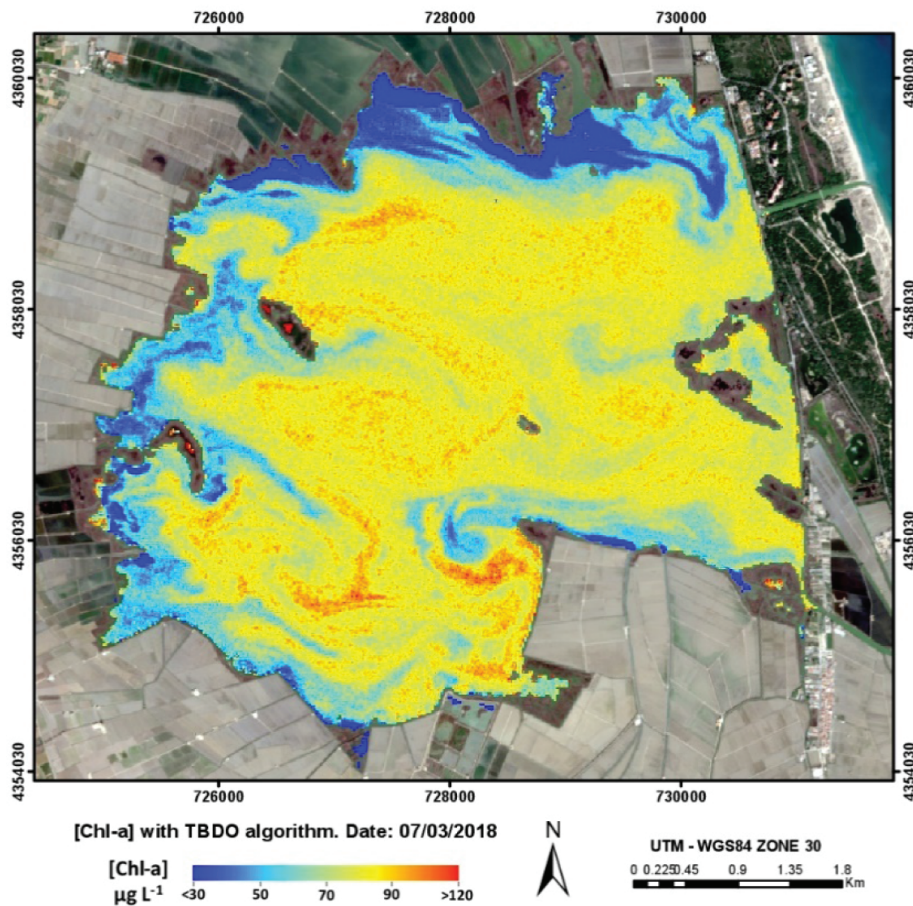 726000 728000 730000
4360030 4360030
4358030 4358030
4356030 4356030
4354030 4354030
726000 728000 730000
[Chl-a] with TBDO algorithm. Date: 07/03/2018
[Chl-a]
µg L-1
<30 50 70 90 >120
N
UTM - WGS84 ZONE 30
0 0.225 0.45 0.9 1.35 1.8
Km